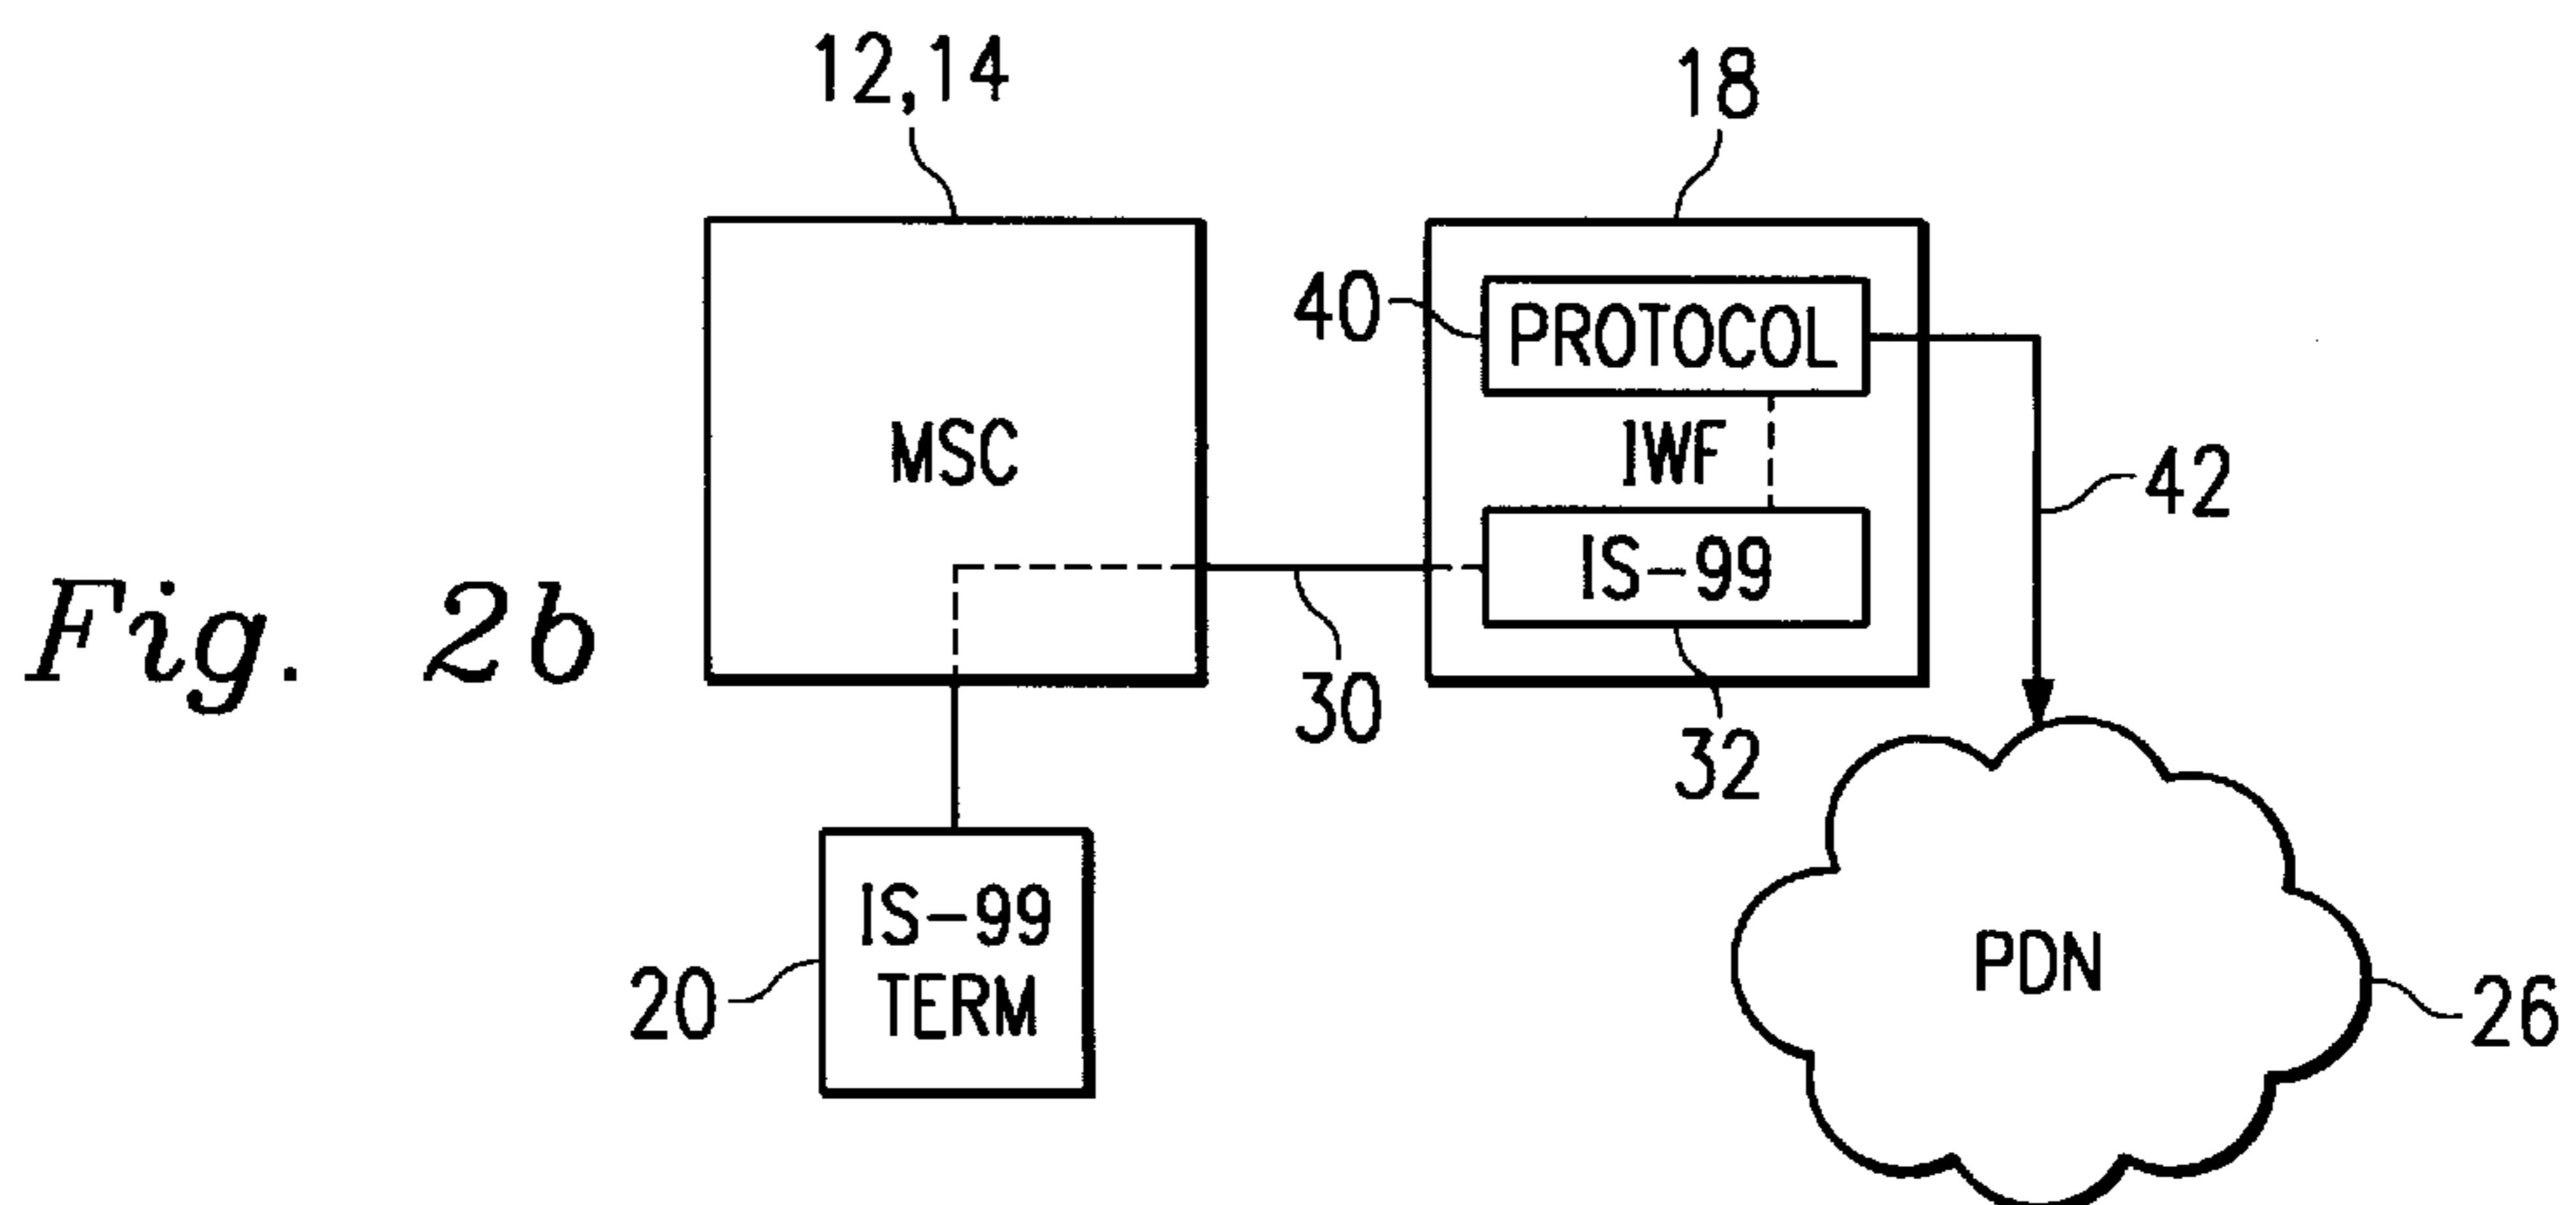 12,14
18
40
PROTOCOL
MSC
IWF
42
IS-99
Fig. 2b
30
32
IS-99
TERM
20
PDN
26